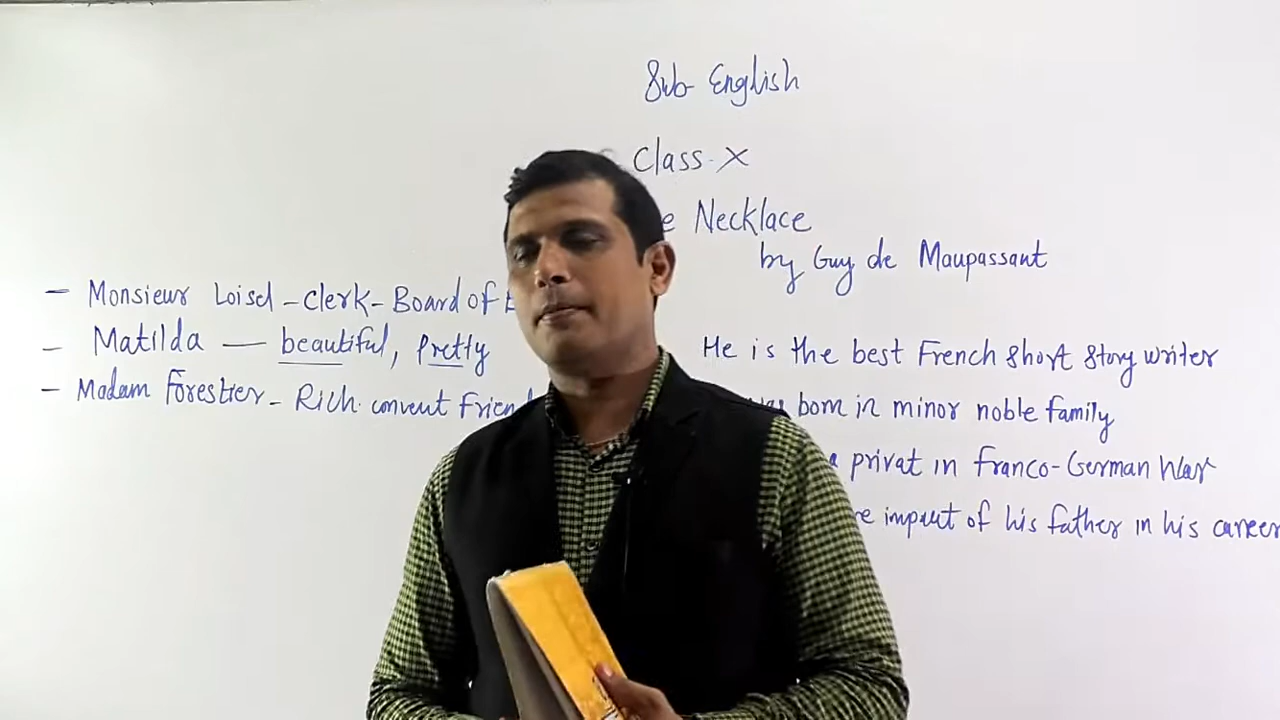 Sub- English
Class-X
Necklace
by Guy de Maupassant
- Monsieur Loisel - Clerk - Board of
- Matilda — beautiful, Pretty
- Madam Forestier - Rich convent Friend
He is the best French short story writer
born in minor noble family
a privat in Franco-German War
impact of his father in his career